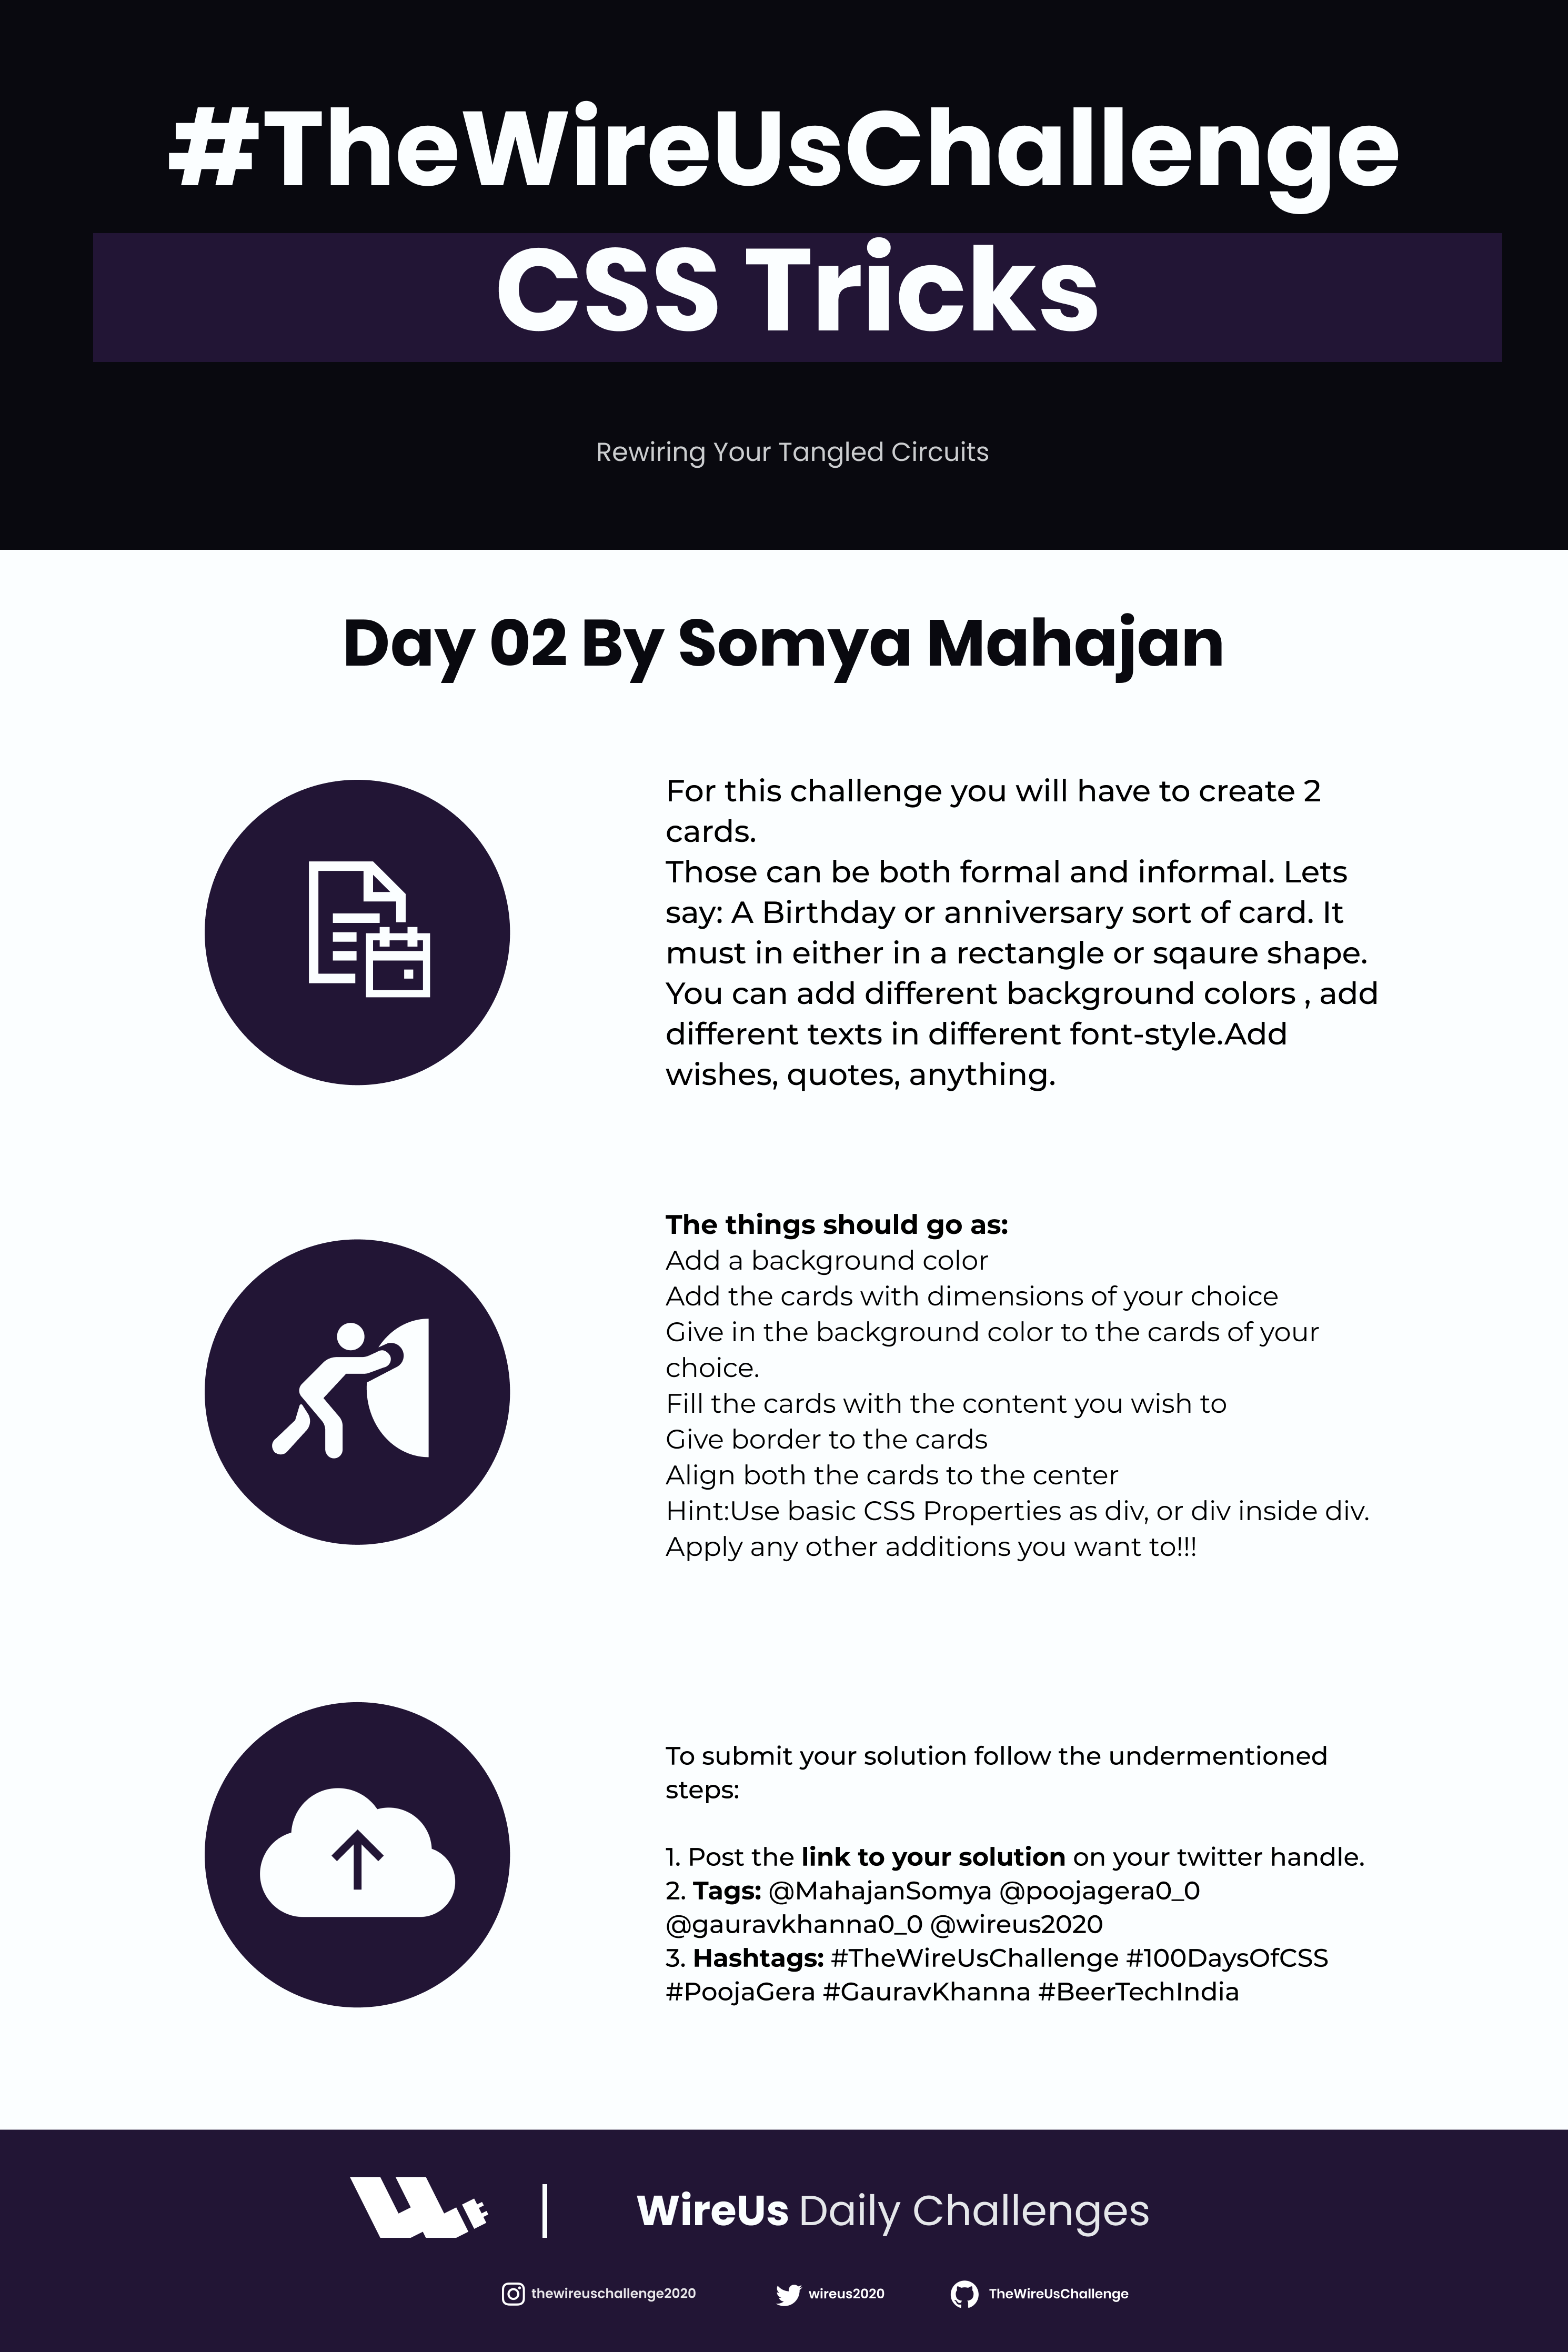 #TheWireUsChallenge
CSS Tricks
Rewiring Your Tangled Circuits
Day 02 By Somya Mahajan
For this challenge you will have to create 2
cards.
Those can be both formal and informal. Lets
say: A Birthday or anniversary sort of card. It
must in either in a rectangle or sqaure shape.
You can add different background colors , add
different texts in different font-style.Add
wishes, quotes, anything.
The things should go as:
Add a background color
Add the cards with dimensions of your choice
Give in the background color to the cards of your
choice.
Fill the cards with the content you wish to
Give border to the cards
Align both the cards to the center
Hint:Use basic CSS Properties as div, or div inside div.
Apply any other additions you want to!!!
To submit your solution follow the undermentioned
steps:
1. Post the link to your solution on your twitter handle.
2. Tags: @MahajanSomya @poojagera0_0
@gauravkhanna0_0 @wireus2020
3. Hashtags: #TheWireUsChallenge #100DaysOfCSS
#PoojaGera #GauravKhanna #BeerTechIndia
WireUs Daily Challenges
thewireuschallenge2020 wireus2020 TheWireUsChallenge